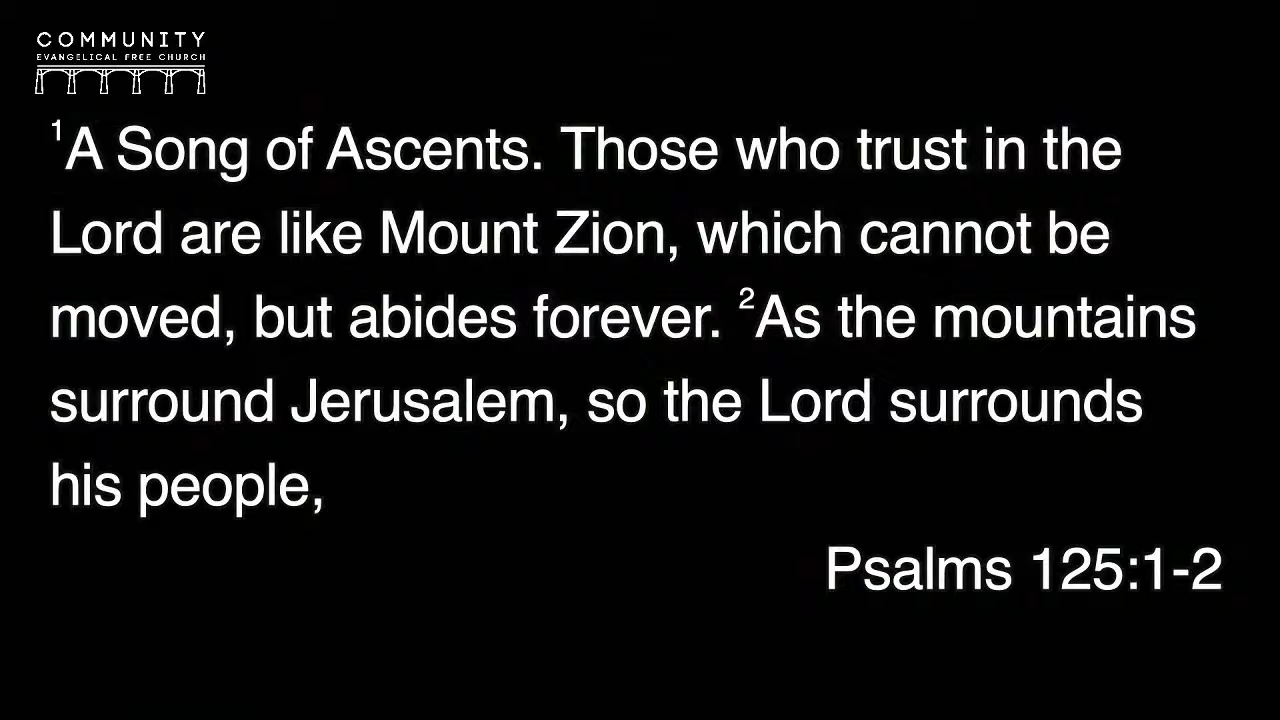 COMMUNITY
EVANGELICAL FREE CHURCH
¹A Song of Ascents. Those who trust in the
Lord are like Mount Zion, which cannot be
moved, but abides forever. ²As the mountains
surround Jerusalem, so the Lord surrounds
his people,
Psalms 125:1-2